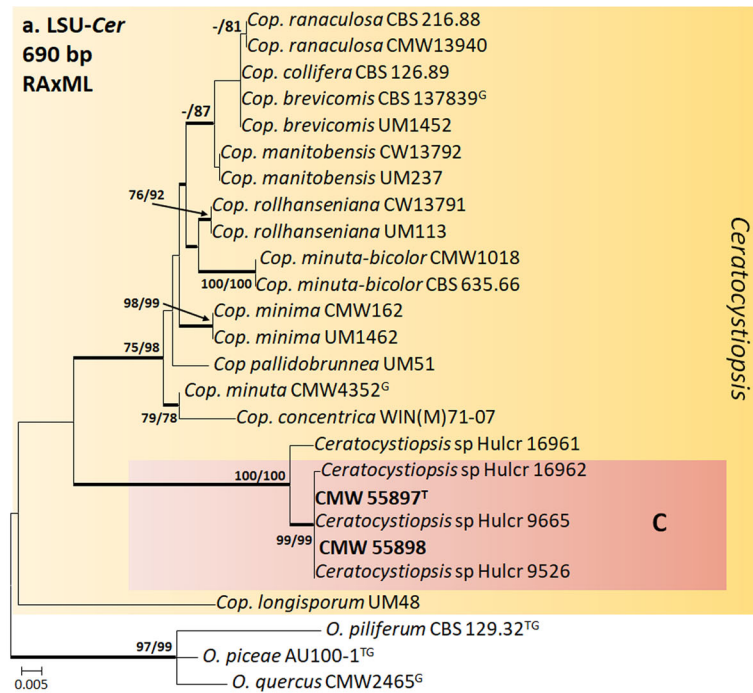 a. LSU-Cer
690 bp
RAxML
-/81
Cop. ranaculosa CBS 216.88
Cop. ranaculosa CMW13940
Cop. collifera CBS 126.89
Cop. brevicomis CBS 137839G
-/87
Cop. brevicomis UM1452
Cop. manitobensis CW13792
Cop. manitobensis UM237
76/92
Cop. rollhanseniana CW13791
Cop. rollhanseniana UM113
Cop. minuta-bicolor CMW1018
100/100
Cop. minuta-bicolor CBS 635.66
98/99
Cop. minima CMW162
Cop. minima UM1462
75/98
Cop pallidobrunnea UM51
Cop. minuta CMW4352G
79/78
Cop. concentrica WIN(M)71-07
Ceratocystiopsis
Ceratocystiopsis sp Hulcr 16961
100/100
Ceratocystiopsis sp Hulcr 16962
CMW 55897T
Ceratocystiopsis sp Hulcr 9665
C
99/99
CMW 55898
Ceratocystiopsis sp Hulcr 9526
Cop. longisporum UM48
O. piliferum CBS 129.32TG
97/99
O. piceae AU100-1TG
O. quercus CMW2465G
0.005